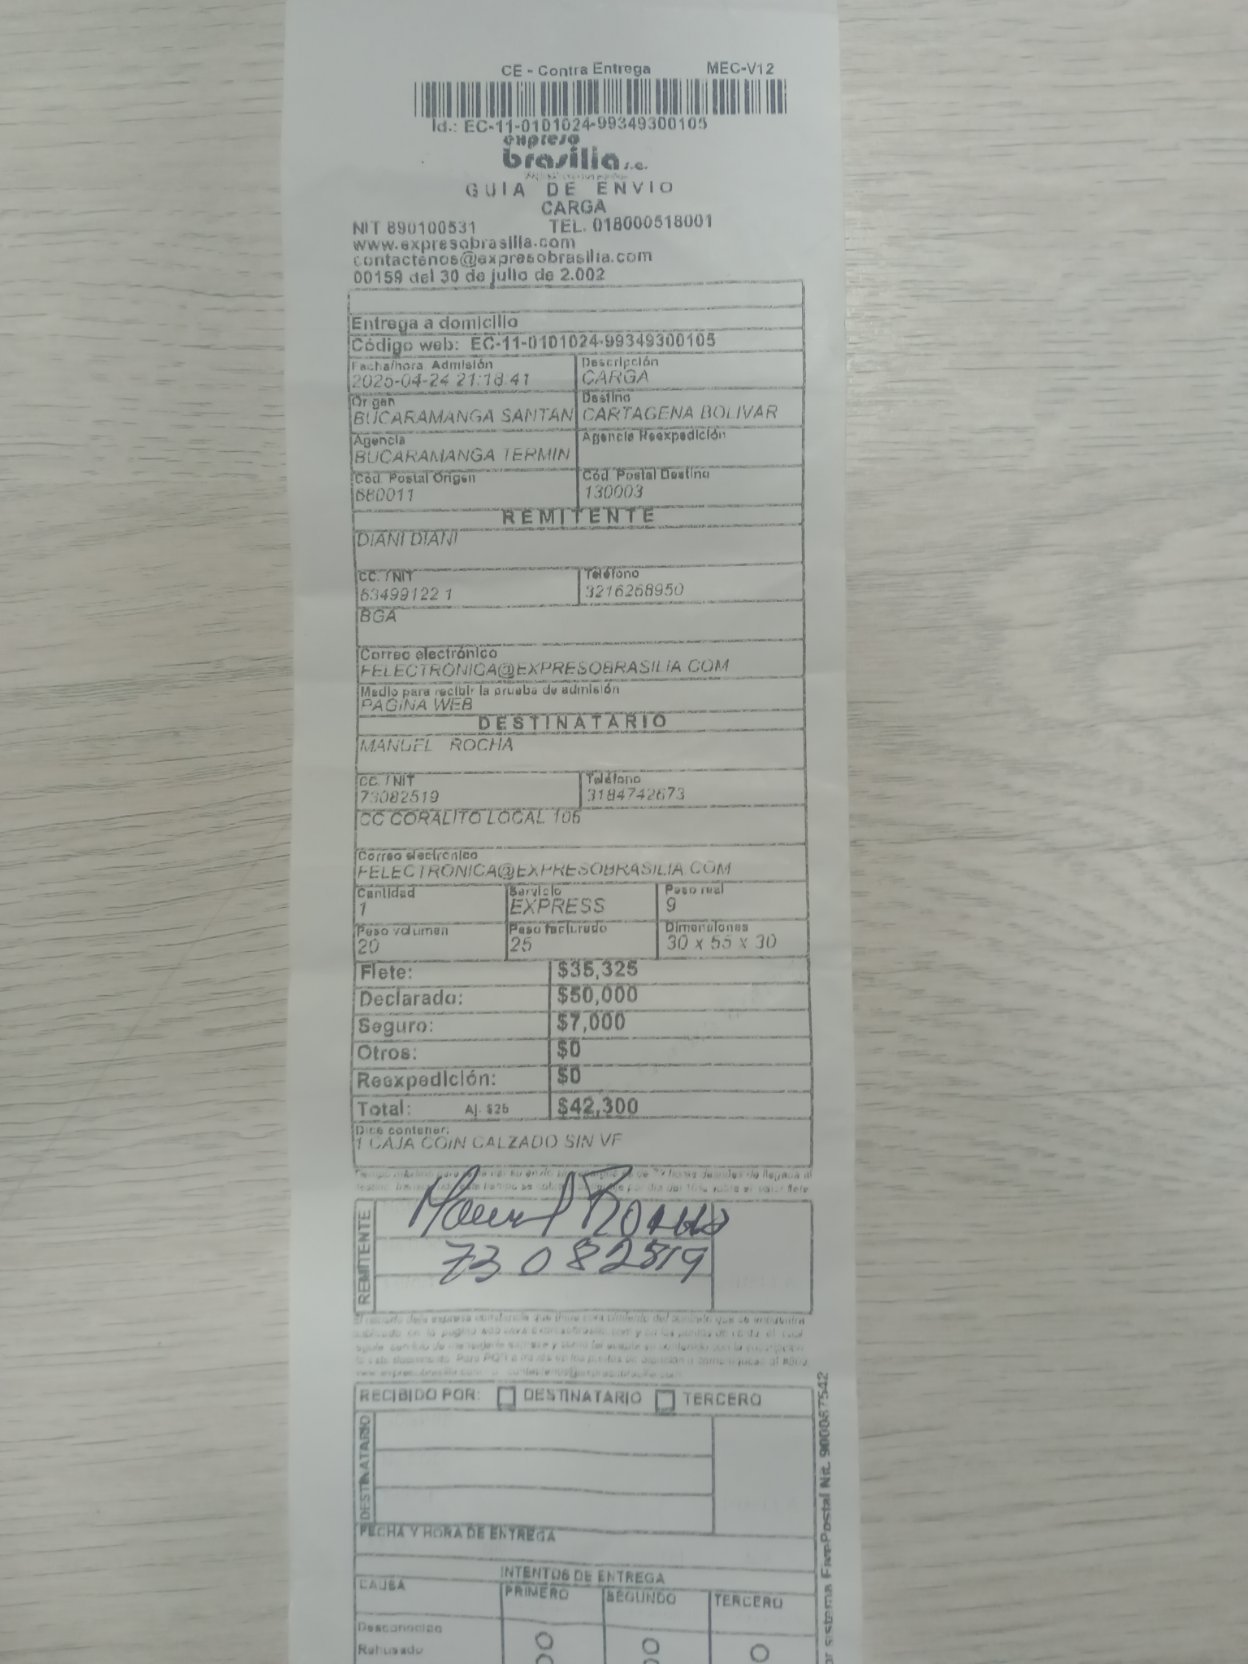 CE - Contra Entrega MEC-V12
Id.: EC-11-0101024-99349300105
expreso
brasilia s.a.
GUIA DE ENVIO
CARGA
NIT 890100531 TEL. 018000518001
www.expresobrasilia.com
contactenos@expresobrasilia.com
00159 del 30 de julio de 2.002
Entrega a domicilio
Código web: EC-11-0101024-99349300105
Fecha/hora Admisión Descripción
2025-04-24 21:18:41 CARGA
Origen Destino
BUCARAMANGA SANTAN CARTAGENA BOLIVAR
Agencia Agencia Reexpedición
BUCARAMANGA TERMIN
Cód. Postal Origen Cód. Postal Destino
680011 130003
REMITENTE
DIANI DIANI
CC. / NIT Teléfono
63499122 1 3216268950
BGA
Correo electrónico
FELECTRONICA@EXPRESOBRASILIA.COM
Medio para recibir la prueba de admisión
PAGINA WEB
DESTINATARIO
MANUEL ROCHA
CC. / NIT Teléfono
73082519 3184742673
CC CORALITO LOCAL 106
Correo electrónico
FELECTRONICA@EXPRESOBRASILIA.COM
Cantidad Servicio Peso real
1 EXPRESS 9
Peso volumen Peso facturado Dimensiones
20 25 30 x 55 x 30
Flete: $35,325
Declarado: $50,000
Seguro: $7,000
Otros: $0
Reexpedición: $0
Total: Aj. $25 $42,300
Dice contener:
1 CAJA COIN CALZADO SIN VF
REMITENTE
73082519
RECIBIDO POR: DESTINATARIO TERCERO
DESTINATARIO
FECHA Y HORA DE ENTREGA
INTENTOS DE ENTREGA
CAUSA PRIMERO SEGUNDO TERCERO
Desconocido
Rehusado
sistema FivePostal Nit. 900087542